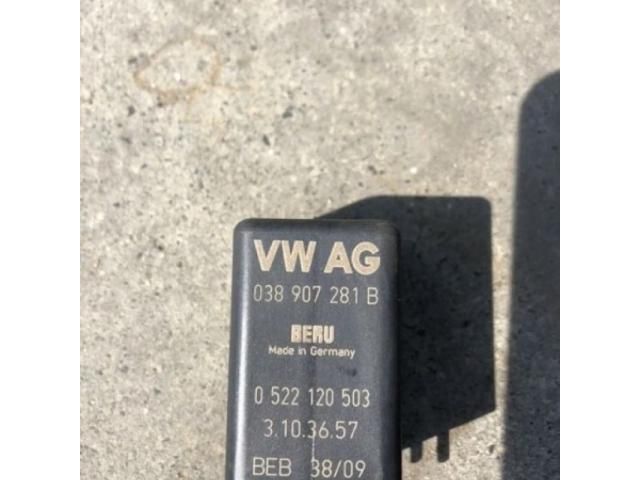 VW AG
038 907 281 B
BERU
Made in Germany
0 522 120 503
3.10.36.57
BEB 38/09